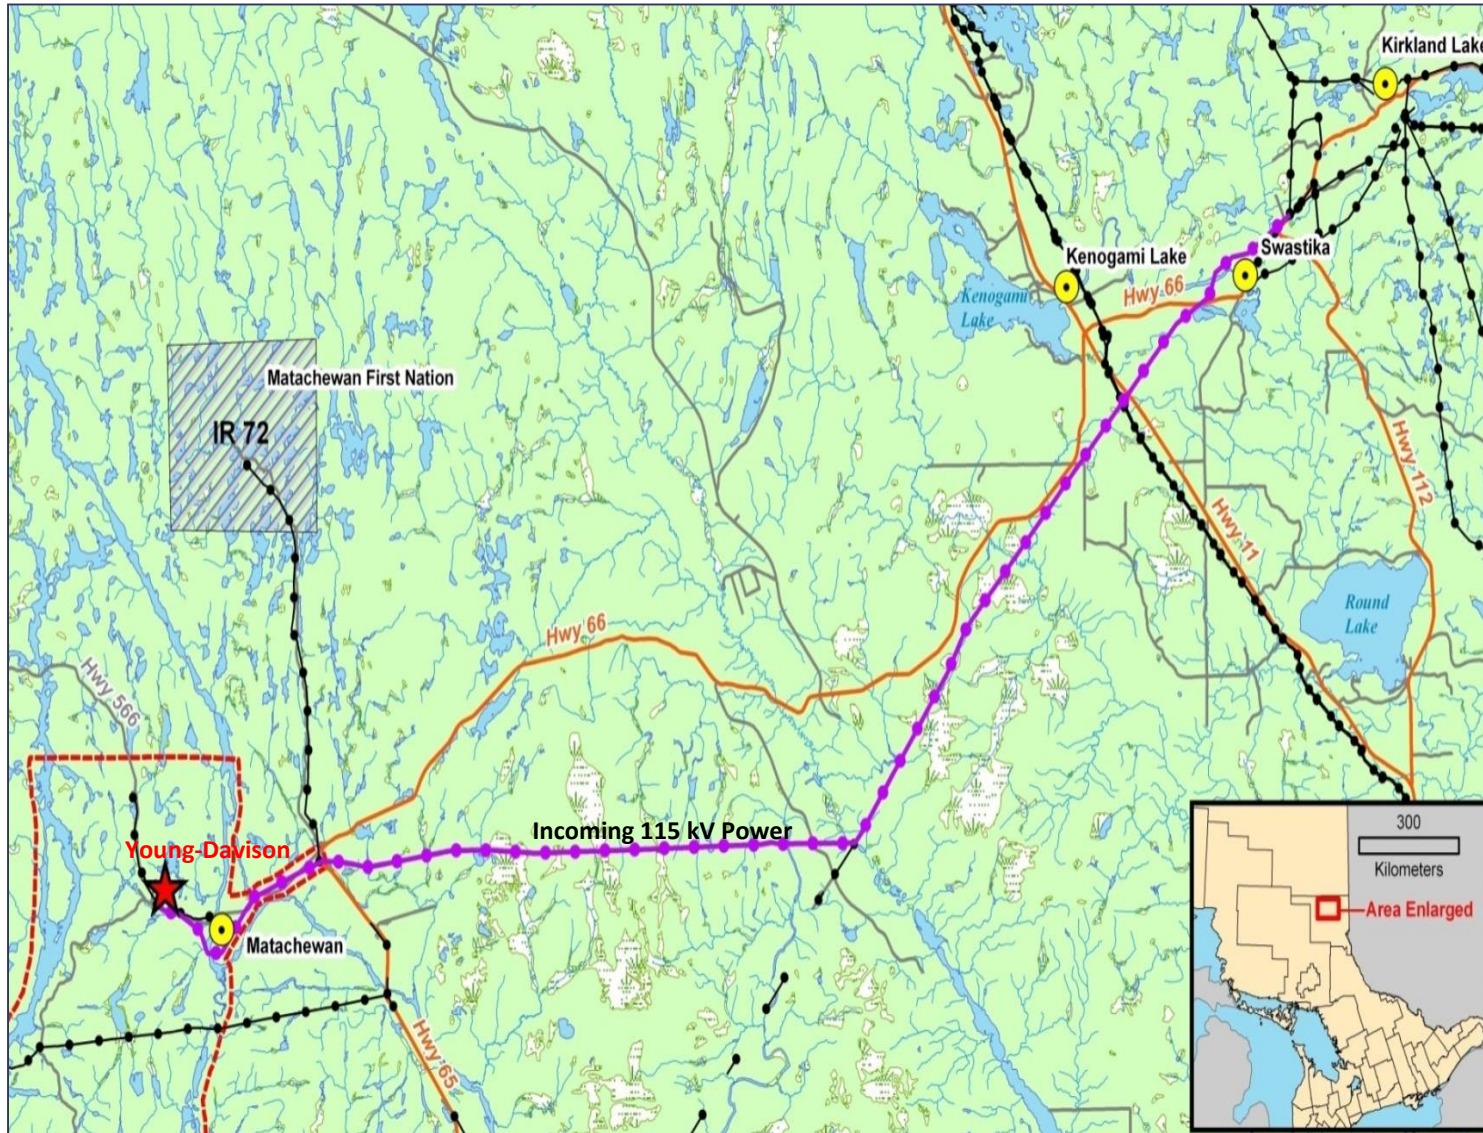 Kirkland Lake
Swastika
Kenogami Lake
Hwy 66
Kenogami
Lake
Matachewan First Nation
IR 72
Hwy 112
Hwy 11
Round
Lake
Hwy 66
Hwy 566
Incoming 115 kV Power
Young-Davison
Matachewan
Hwy 65
300
Kilometers
Area Enlarged